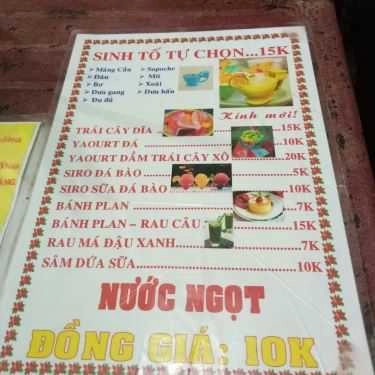 SINH TỐ TỰ CHỌN...15K
➢ Mãng Cầu ➢ Sapoche
➢ Dâu ➢ Mít
➢ Bơ ➢ Xoài
➢ Dưa gang ➢ Dưa hấu
➢ Đu đủ
Kính mời!
TRÁI CÂY DĨA 15K
YAOURT ĐÁ 10K
YAOURT DẦM TRÁI CÂY XÔ 20K
SIRO ĐÁ BÀO 5K
SIRO SỮA ĐÁ BÀO 10K
BÁNH PLAN 7K
BÁNH PLAN – RAU CÂU 15K
RAU MÁ ĐẬU XANH 7K
SÂM DỨA SỮA 10K
NƯỚC NGỌT
ĐỒNG GIÁ: 10K